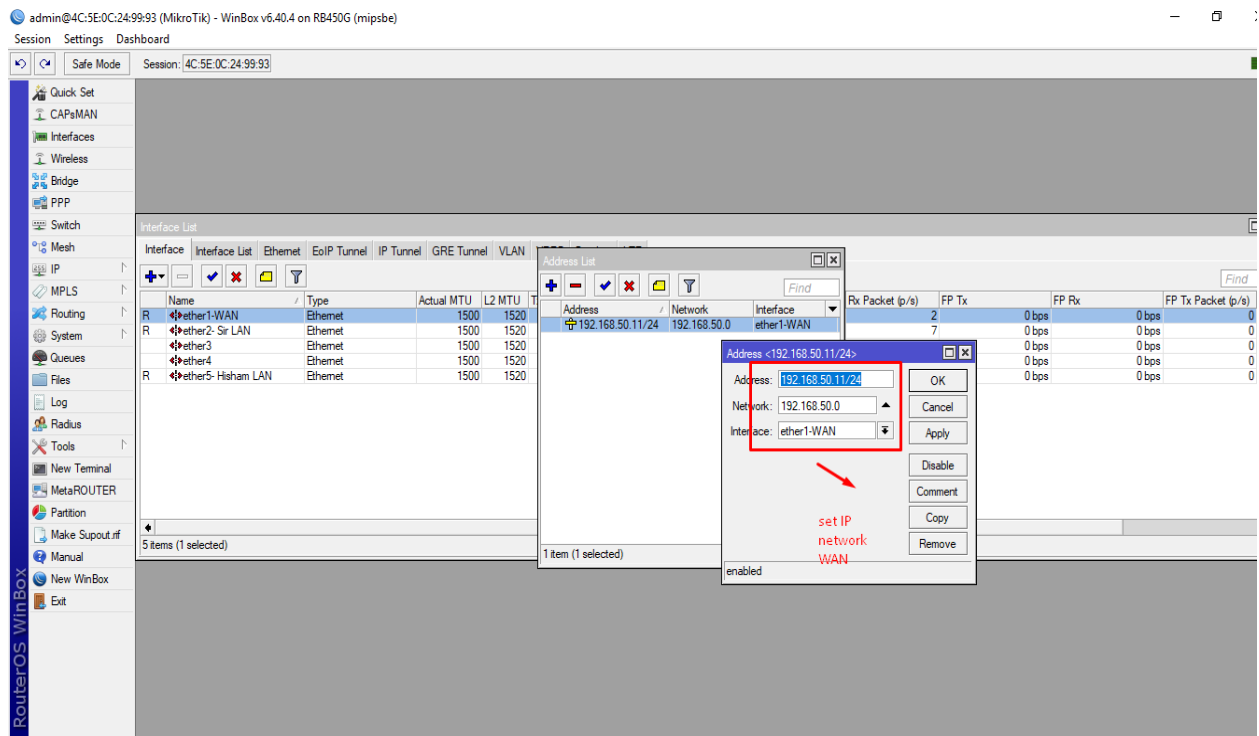 admin@4C:5E:0C:24:99:93 (MikroTik) - WinBox v6.40.4 on RB450G (mipsbe)
Session Settings Dashboard
Safe Mode Session: 4C:5E:0C:24:99:93
Quick Set
CAPsMAN
Interfaces
Wireless
Bridge
PPP
Switch
Mesh
IP
MPLS
Routing
System
Queues
Files
Log
Radius
Tools
New Terminal
MetaROUTER
Partition
Make Supout.rif
Manual
New WinBox
Exit
RouterOS WinBox
Interface List
Interface Interface List Ethernet EoIP Tunnel IP Tunnel GRE Tunnel VLAN
Find
Name / Type Actual MTU L2 MTU Rx Packet (p/s) FP Tx FP Rx FP Tx Packet (p/s)
R ether1-WAN Ethernet 1500 1520 2 0 bps 0 bps 0
R ether2- Sir LAN Ethernet 1500 1520 7 0 bps 0 bps 0
ether3 Ethernet 1500 1520 0 bps 0 bps 0
ether4 Ethernet 1500 1520 0 bps 0 bps 0
R ether5- Hisham LAN Ethernet 1500 1520 0 bps 0 bps 0
5 items (1 selected)
Address List
Find
Address / Network Interface
192.168.50.11/24 192.168.50.0 ether1-WAN
1 item (1 selected)
Address <192.168.50.11/24>
Address: 192.168.50.11/24
Network: 192.168.50.0
Interface: ether1-WAN
OK
Cancel
Apply
Disable
Comment
Copy
Remove
enabled
set IP
network
WAN